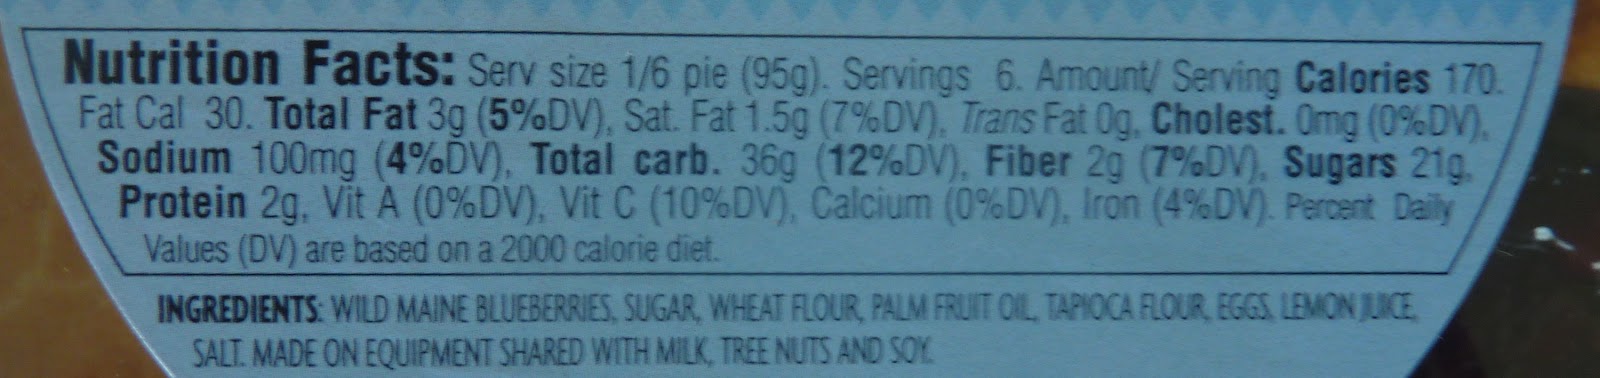 Nutrition Facts: Serv size 1/6 pie (95g). Servings 6. Amount/ Serving Calories 170.
Fat Cal 30. Total Fat 3g (5%DV), Sat. Fat 1.5g (7%DV), Trans Fat 0g, Cholest. 0mg (0%DV),
Sodium 100mg (4%DV), Total carb. 36g (12%DV), Fiber 2g (7%DV), Sugars 21g,
Protein 2g, Vit A (0%DV), Vit C (10%DV), Calcium (0%DV), Iron (4%DV). Percent Daily
Values (DV) are based on a 2000 calorie diet.
INGREDIENTS: WILD MAINE BLUEBERRIES, SUGAR, WHEAT FLOUR, PALM FRUIT OIL, TAPIOCA FLOUR, EGGS, LEMON JUICE,
SALT. MADE ON EQUIPMENT SHARED WITH MILK, TREE NUTS AND SOY.